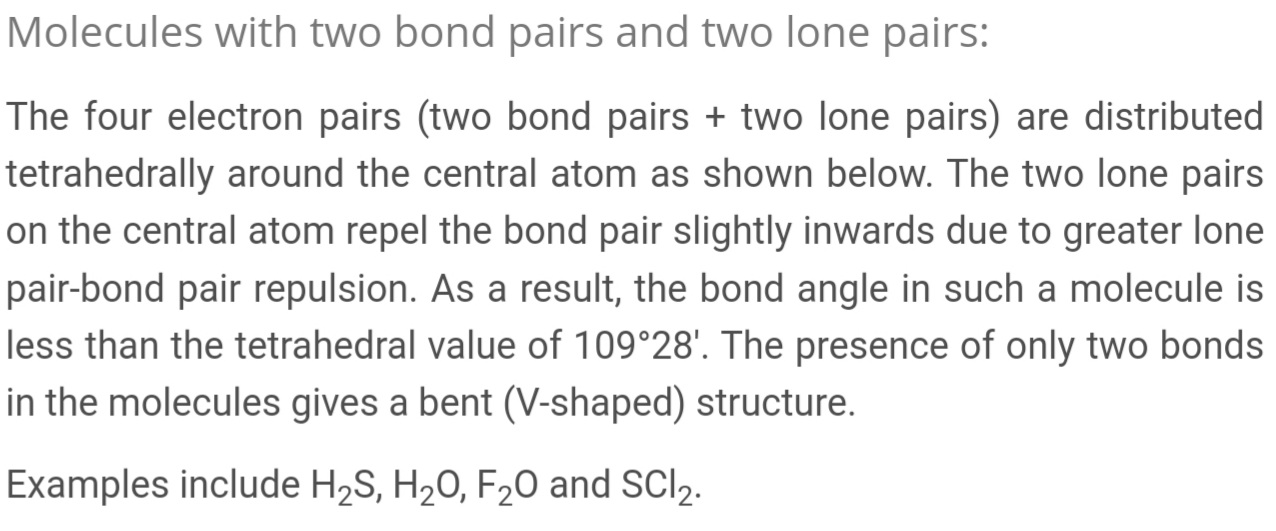 Molecules with two bond pairs and two lone pairs:
The four electron pairs (two bond pairs + two lone pairs) are distributed
tetrahedrally around the central atom as shown below. The two lone pairs
on the central atom repel the bond pair slightly inwards due to greater lone
pair-bond pair repulsion. As a result, the bond angle in such a molecule is
less than the tetrahedral value of 109°28'. The presence of only two bonds
in the molecules gives a bent (V-shaped) structure.
Examples include H₂S, H₂O, F₂O and SCl₂.